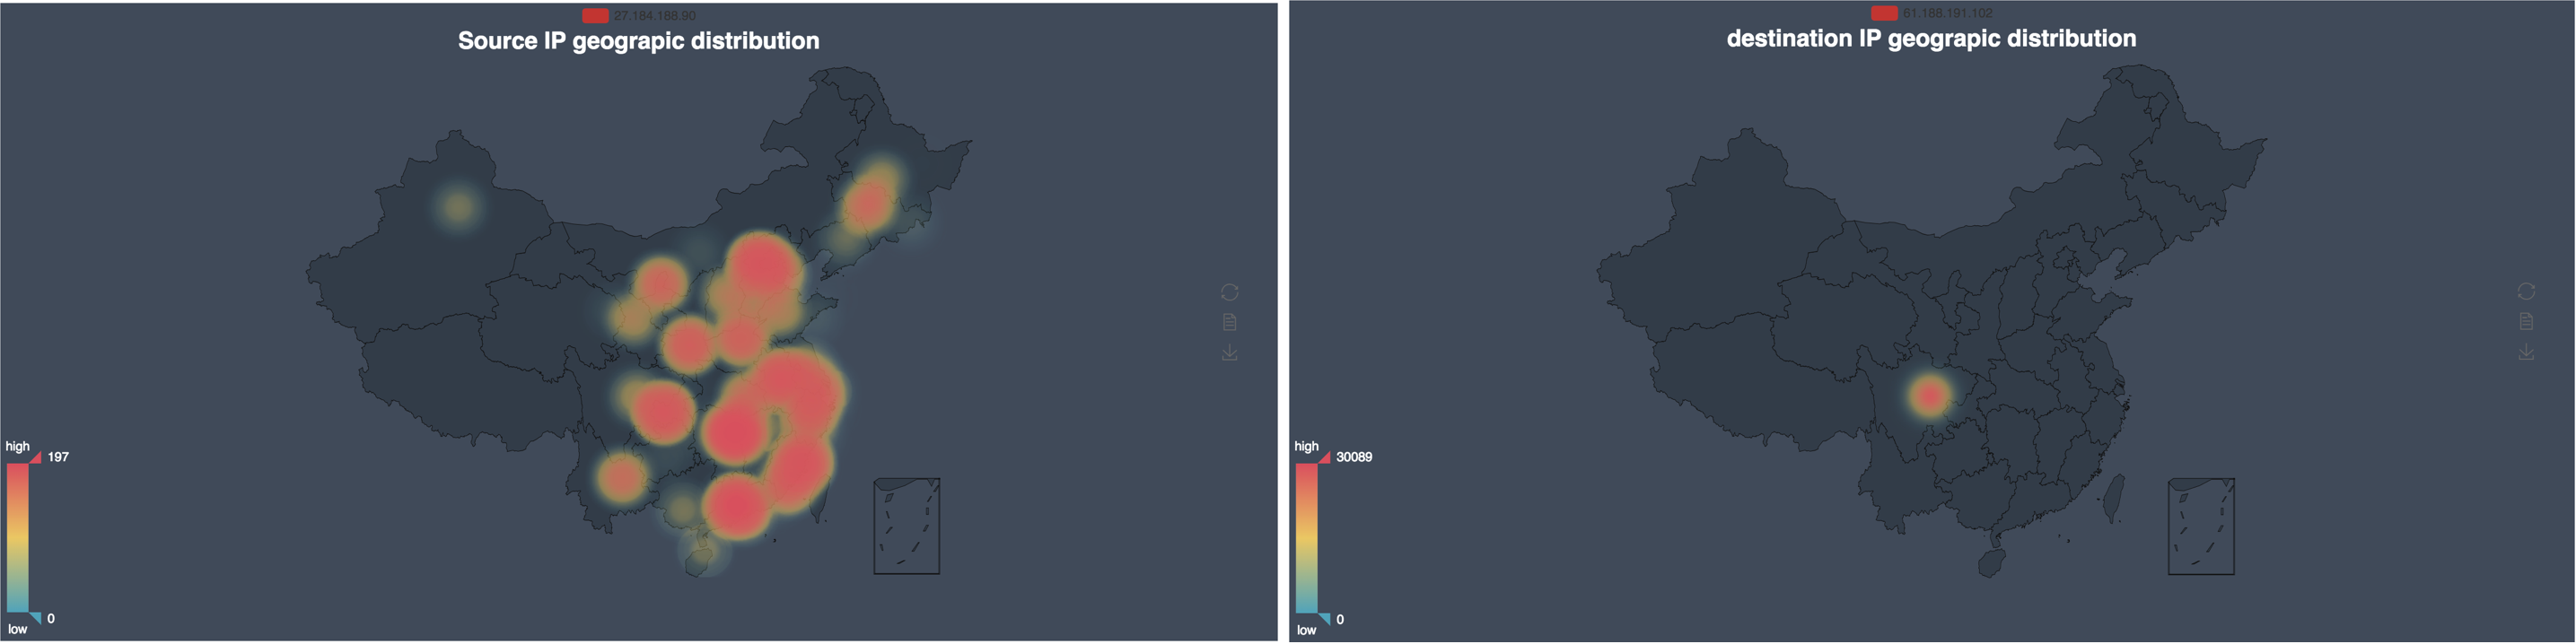 27.184.188.90
Source IP geograpic distribution
high
197
0
low
61.188.191.102
destination IP geograpic distribution
high
30089
0
low